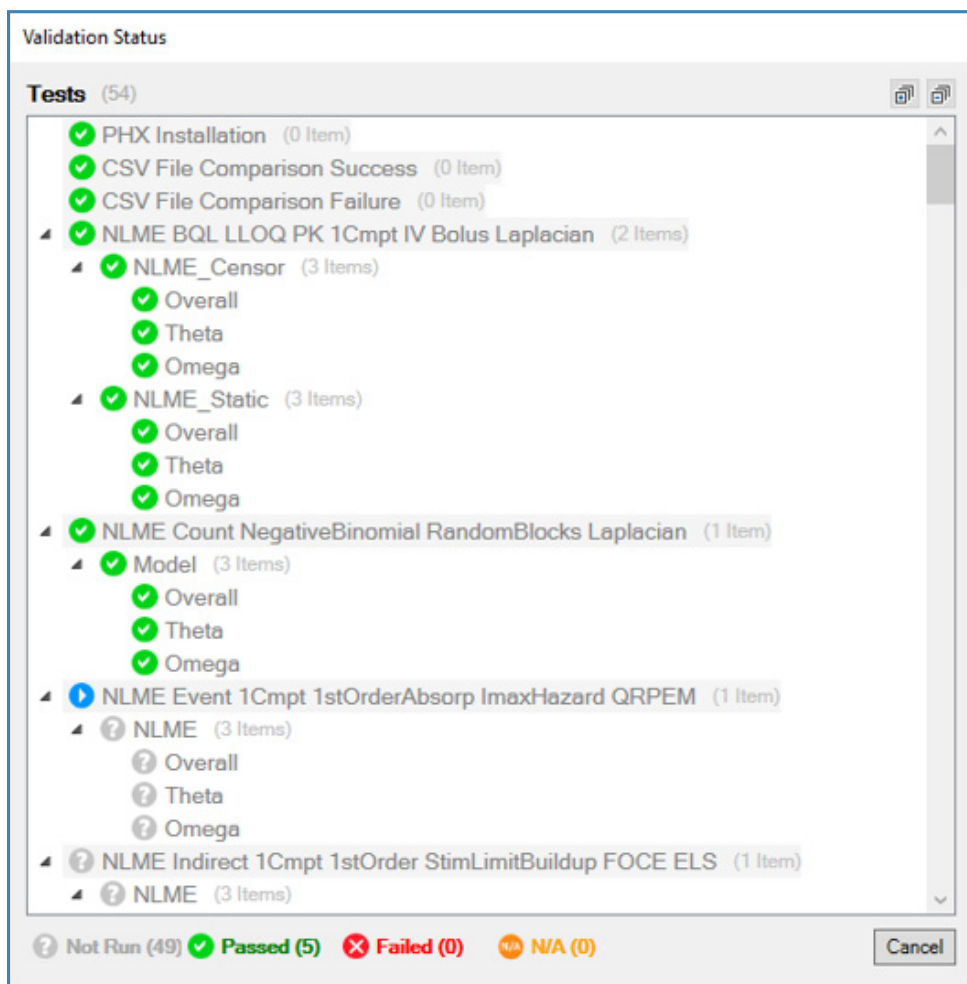 Validation Status
Tests (54)
PHX Installation (0 Item)
CSV File Comparison Success (0 Item)
CSV File Comparison Failure (0 Item)
NLME BQL LLOQ PK 1Cmpt IV Bolus Laplacian (2 Items)
NLME_Censor (3 Items)
Overall
Theta
Omega
NLME_Static (3 Items)
Overall
Theta
Omega
NLME Count NegativeBinomial RandomBlocks Laplacian (1 Item)
Model (3 Items)
Overall
Theta
Omega
NLME Event 1Cmpt 1stOrderAbsorp ImaxHazard QRPEM (1 Item)
NLME (3 Items)
Overall
Theta
Omega
NLME Indirect 1Cmpt 1stOrder StimLimitBuildup FOCE ELS (1 Item)
NLME (3 Items)
Not Run (49) Passed (5) Failed (0) N/A N/A (0) Cancel